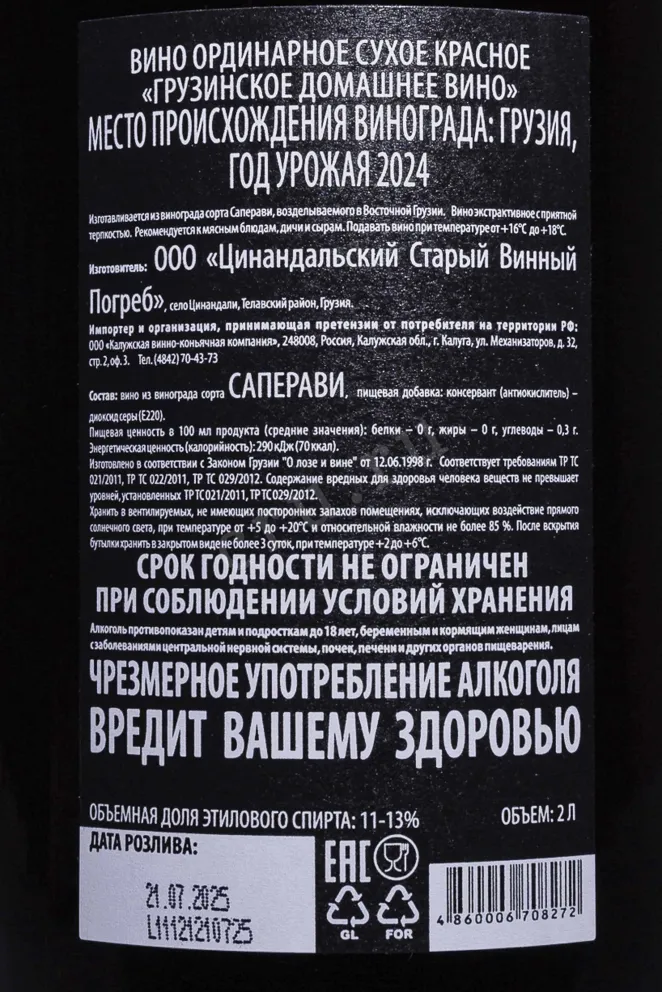 ВИНО ОРДИНАРНОЕ СУХОЕ КРАСНОЕ
«ГРУЗИНСКОЕ ДОМАШНЕЕ ВИНО»
МЕСТО ПРОИСХОЖДЕНИЯ ВИНОГРАДА: ГРУЗИЯ,
ГОД УРОЖАЯ 2024
Изготавливается из винограда сорта Саперави, возделываемого в Восточной Грузии. Вино экстрактивное с приятной
терпкостью. Рекомендуется к мясным блюдам, дичи и сырам. Подавать вино при температуре от +16°С до +18°С.
Изготовитель: ООО «Цинандальский Старый Винный
Погреб», село Цинандали, Телавский район, Грузия.
Импортер и организация, принимающая претензии от потребителя на территории РФ:
ООО «Калужская винно-коньячная компания», 248008, Россия, Калужская обл., г. Калуга, ул. Механизаторов, д. 32,
стр. 2, оф. 3. Тел. (4842) 70-43-73
Состав: вино из винограда сорта САПЕРАВИ, пищевая добавка: консервант (антиокислитель) –
диоксид серы (Е220).
Пищевая ценность в 100 мл продукта (средние значения): белки – 0 г, жиры – 0 г, углеводы – 0,3 г.
Энергетическая ценность (калорийность): 290 кДж (70 ккал).
Изготовлено в соответствии с Законом Грузии "О лозе и вине" от 12.06.1998 г. Соответствует требованиям ТР ТС
021/2011, ТР ТС 022/2011, ТР ТС 029/2012. Содержание вредных для здоровья человека веществ не превышает
уровней, установленных ТР ТС 021/2011, ТР ТС 029/2012.
Хранить в вентилируемых, не имеющих посторонних запахов помещениях, исключающих воздействие прямого
солнечного света, при температуре от +5 до +20°С и относительной влажности не более 85 %. После вскрытия
бутылки хранить в закрытом виде не более 3 суток, при температуре +2 до +6°С.
СРОК ГОДНОСТИ НЕ ОГРАНИЧЕН
ПРИ СОБЛЮДЕНИИ УСЛОВИЙ ХРАНЕНИЯ
Алкоголь противопоказан детям и подросткам до 18 лет, беременным и кормящим женщинам, лицам
с заболеваниями центральной нервной системы, почек, печени и других органов пищеварения.
ЧРЕЗМЕРНОЕ УПОТРЕБЛЕНИЕ АЛКОГОЛЯ
ВРЕДИТ ВАШЕМУ ЗДОРОВЬЮ
ОБЪЕМНАЯ ДОЛЯ ЭТИЛОВОГО СПИРТА: 11-13% ОБЪЕМ: 2 Л
ДАТА РОЗЛИВА:
21.07.2025
L11121210725
EAC
GL FOR
4 860006 708272